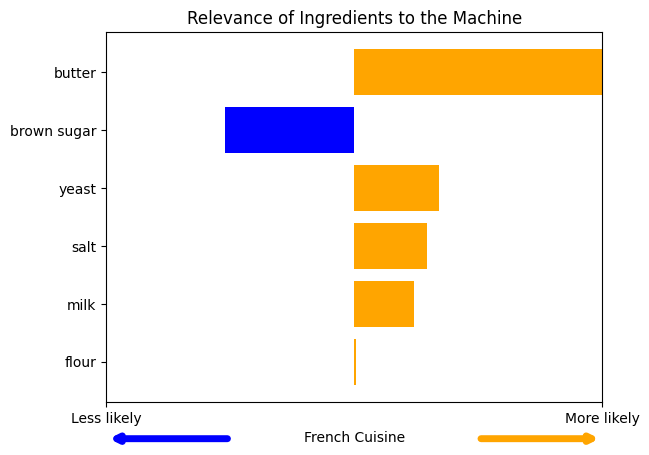 Relevance of Ingredients to the Machine
butter
brown sugar
yeast
salt
milk
flour
Less likely
More likely
French Cuisine